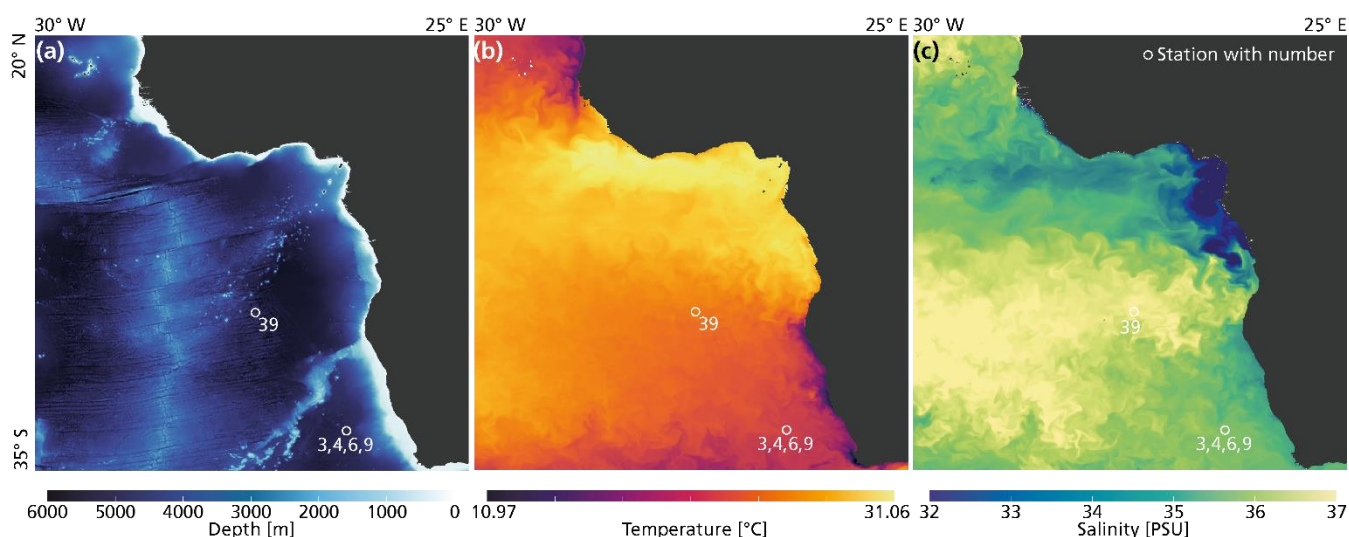 30° W 25° E 30° W 25° E 30° W 25° E
20° N
(a) (b) (c) Station with number
39 39 39
35° S
3,4,6,9 3,4,6,9 3,4,6,9
6000 5000 4000 3000 2000 1000 0
Depth [m]
10.97 31.06
Temperature [°C]
32 33 34 35 36 37
Salinity [PSU]